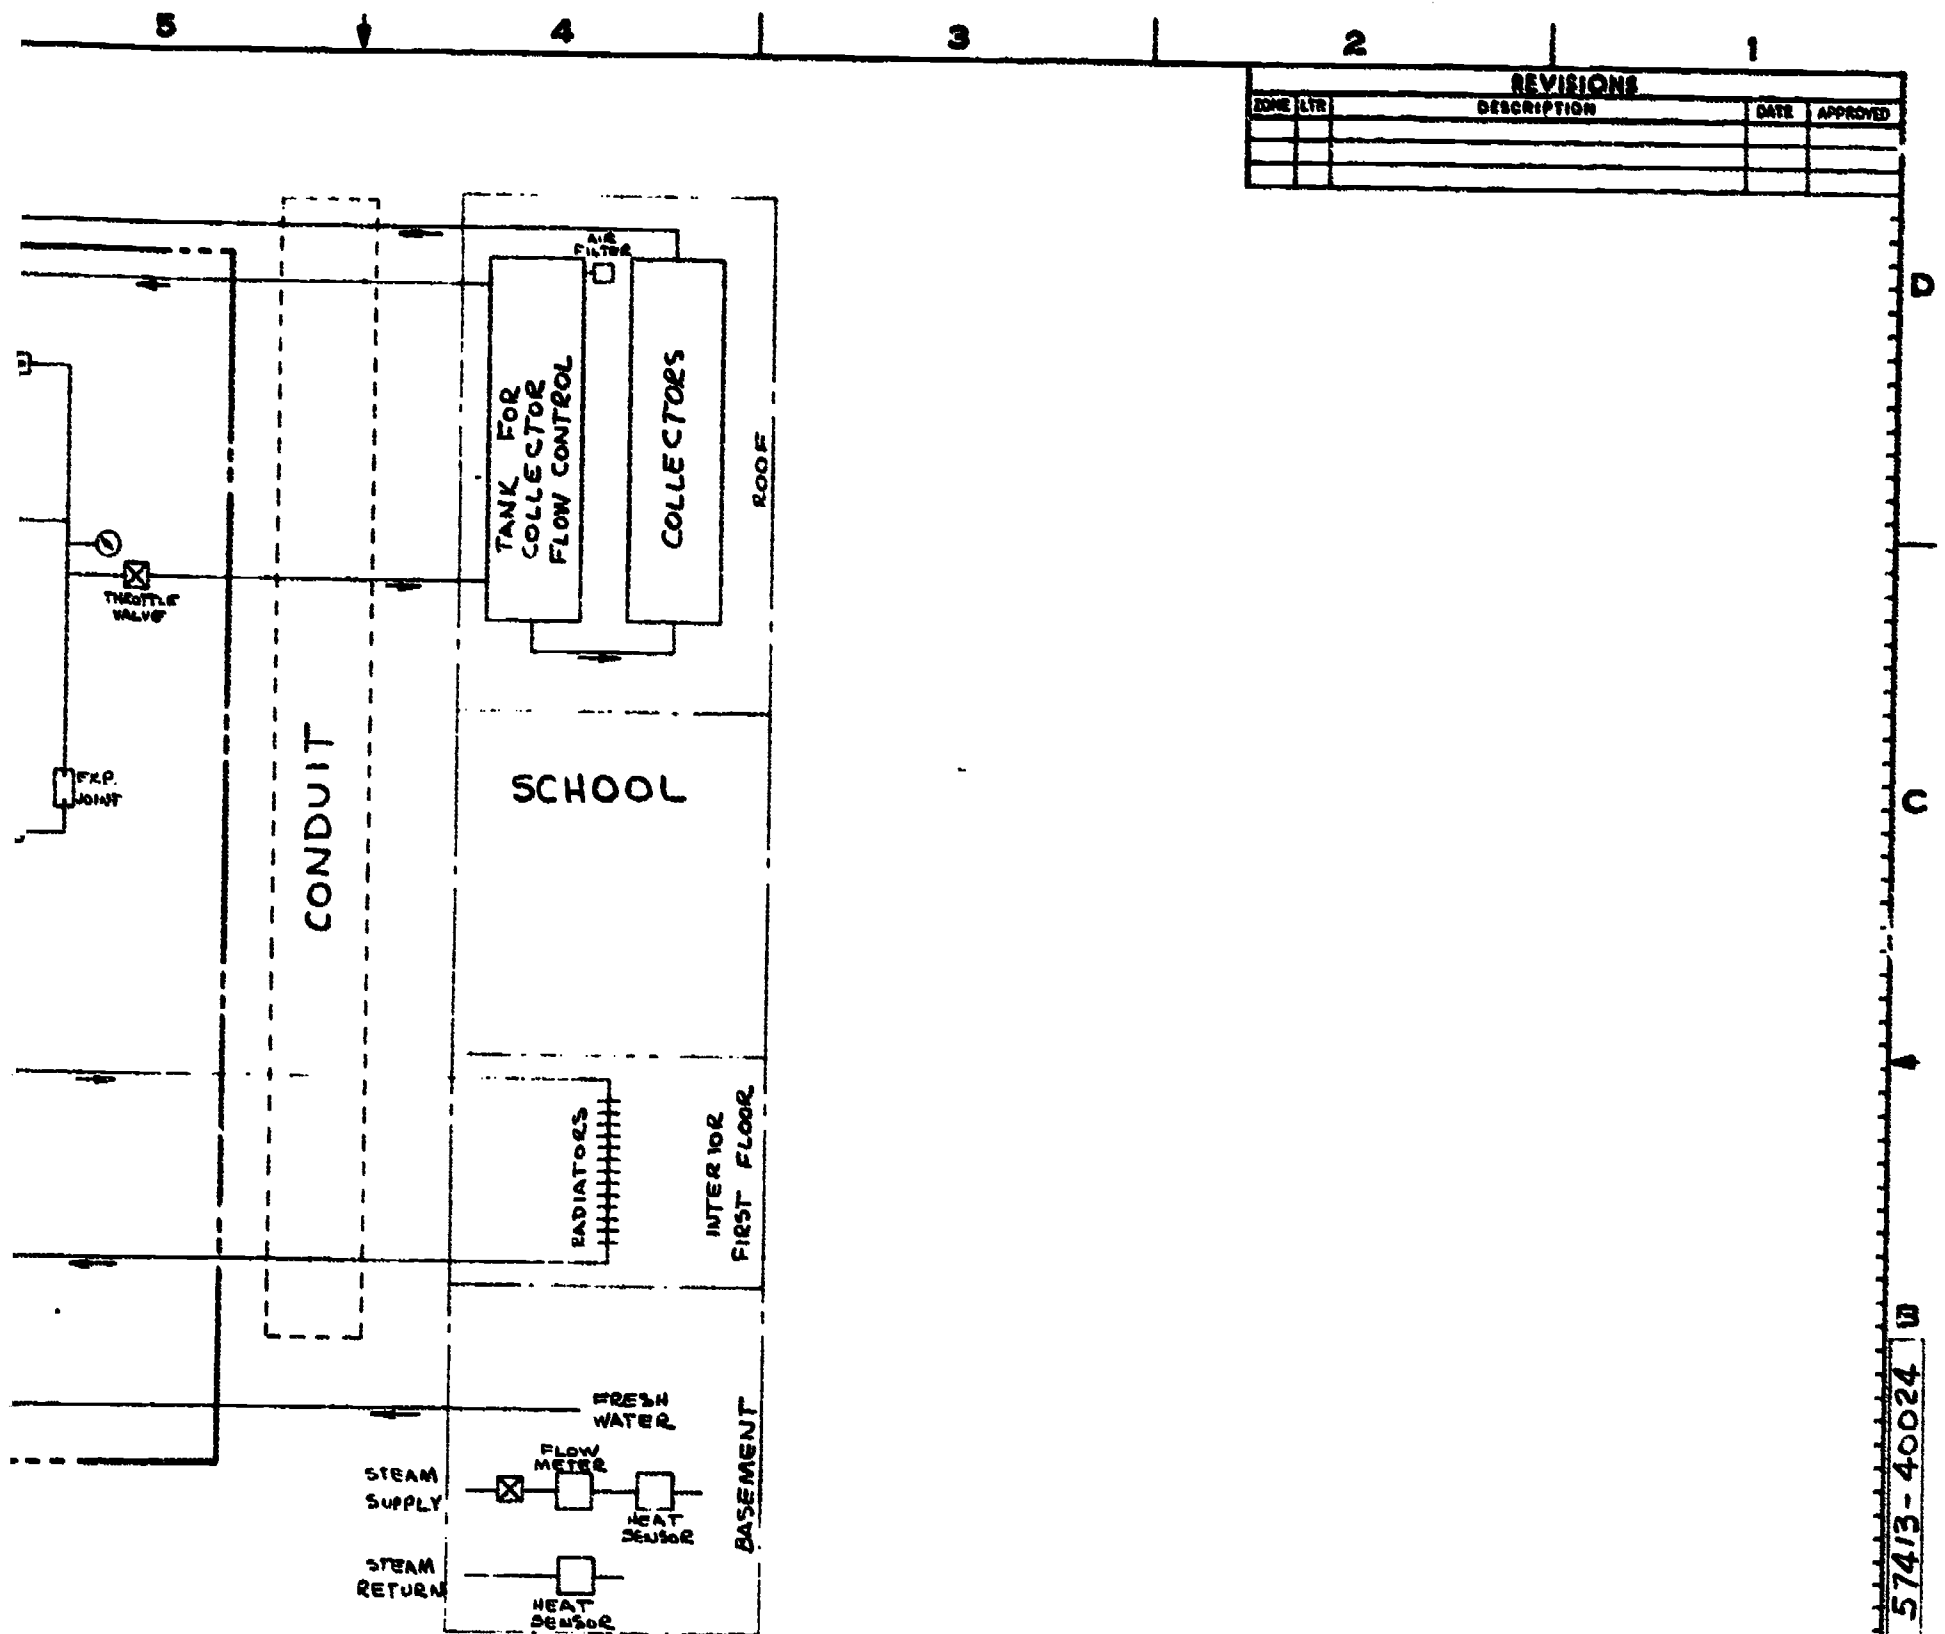 5 4 3 2 1
REVISIONS
ZONE LTR DESCRIPTION DATE APPROVED
AIR
FILTER
D
TANK FOR
COLLECTOR
FLOW CONTROL
COLLECTORS
ROOF
THROTTLE
VALVE
EXP.
JOINT
CONDUIT
SCHOOL
C
RADIATORS
INTERIOR
FIRST FLOOR
B
FRESH
WATER
BASEMENT
STEAM
SUPPLY
FLOW
METER
HEAT
SENSOR
STEAM
RETURN
HEAT
SENSOR
57413-40024